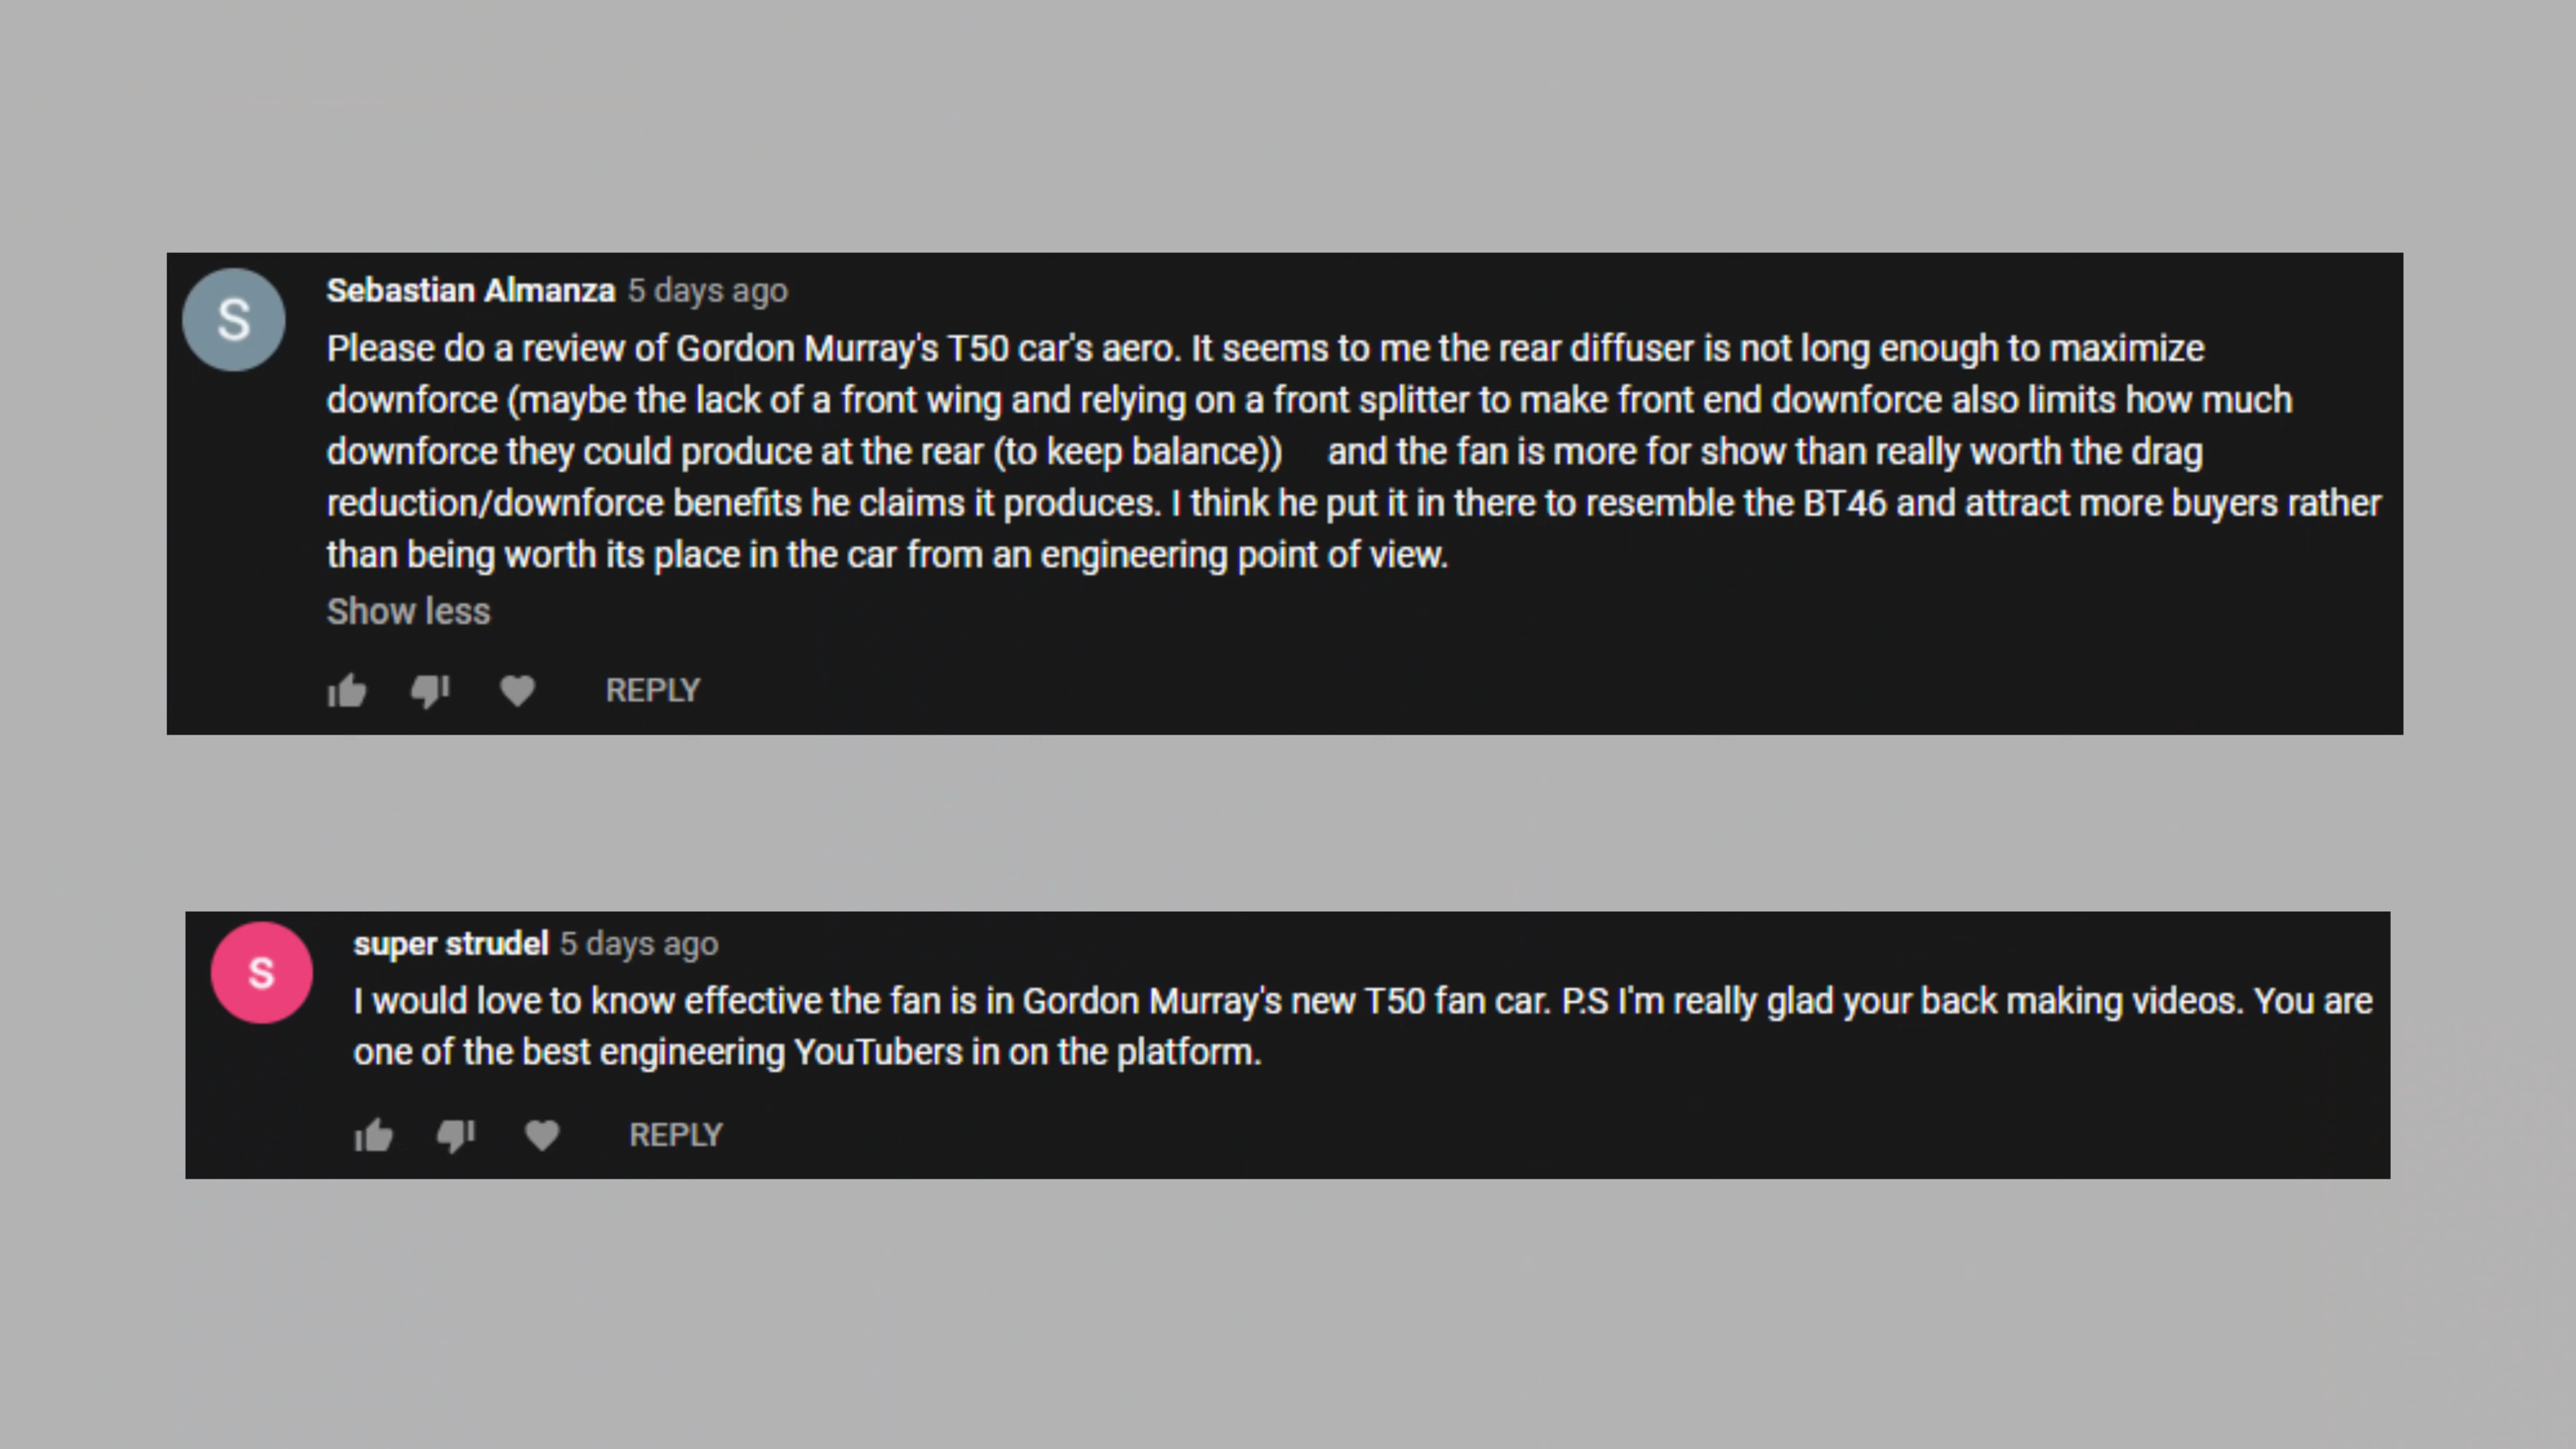 S
Sebastian Almanza 5 days ago
Please do a review of Gordon Murray's T50 car's aero. It seems to me the rear diffuser is not long enough to maximize
downforce (maybe the lack of a front wing and relying on a front splitter to make front end downforce also limits how much
downforce they could produce at the rear (to keep balance)) and the fan is more for show than really worth the drag
reduction/downforce benefits he claims it produces. I think he put it in there to resemble the BT46 and attract more buyers rather
than being worth its place in the car from an engineering point of view.
Show less
REPLY
S
super strudel 5 days ago
I would love to know effective the fan is in Gordon Murray's new T50 fan car. P.S I'm really glad your back making videos. You are
one of the best engineering YouTubers in on the platform.
REPLY